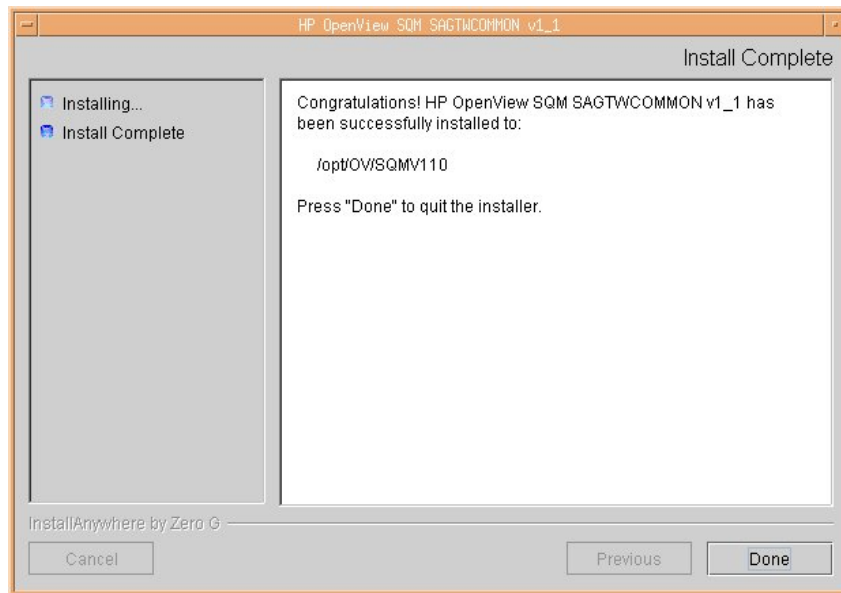 HP OpenView SQM SAGTWCOMMON v1_1
Install Complete
Installing...
Install Complete
Congratulations! HP OpenView SQM SAGTWCOMMON v1_1 has
been successfully installed to:
/opt/OV/SQMV110
Press "Done" to quit the installer.
InstallAnywhere by Zero G
Cancel
Previous
Done